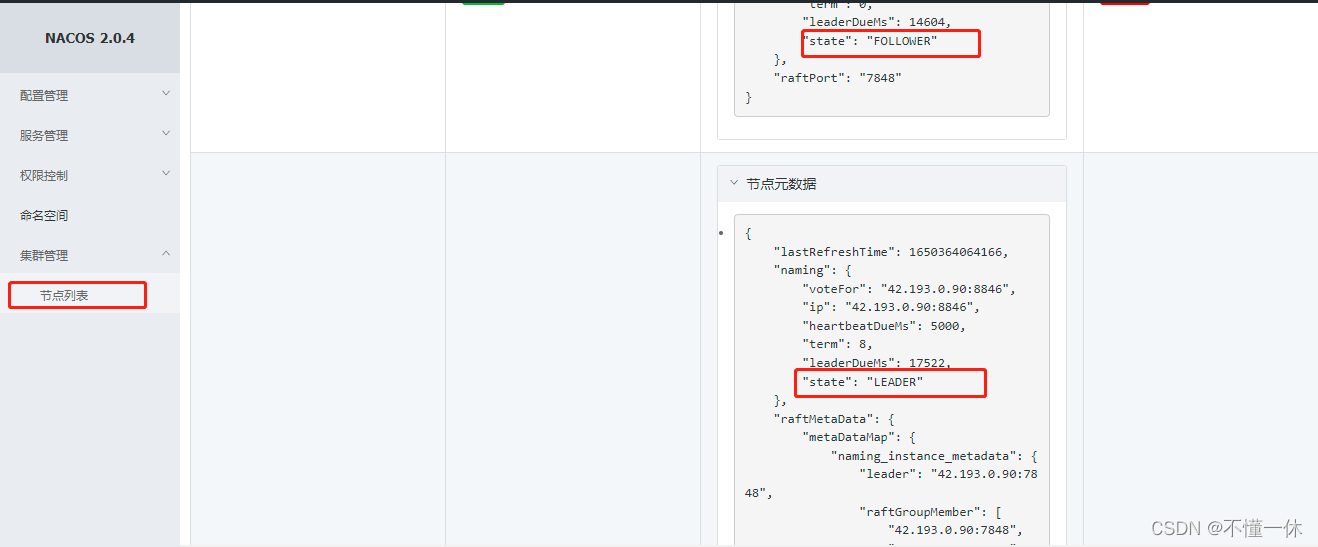 NACOS 2.0.4
配置管理
服务管理
权限控制
命名空间
集群管理
节点列表
"term": 0,
"leaderDueMs": 14604,
"state": "FOLLOWER"
},
"raftPort": "7848"
}
节点元数据
{
"lastRefreshTime": 1650364064166,
"naming": {
"voteFor": "42.193.0.90:8846",
"ip": "42.193.0.90:8846",
"heartbeatDueMs": 5000,
"term": 8,
"leaderDueMs": 17522,
"state": "LEADER"
},
"raftMetaData": {
"metaDataMap": {
"naming_instance_metadata": {
"leader": "42.193.0.90:78
48",
"raftGroupMember": [
"42.193.0.90:7848",
CSDN @不懂一休